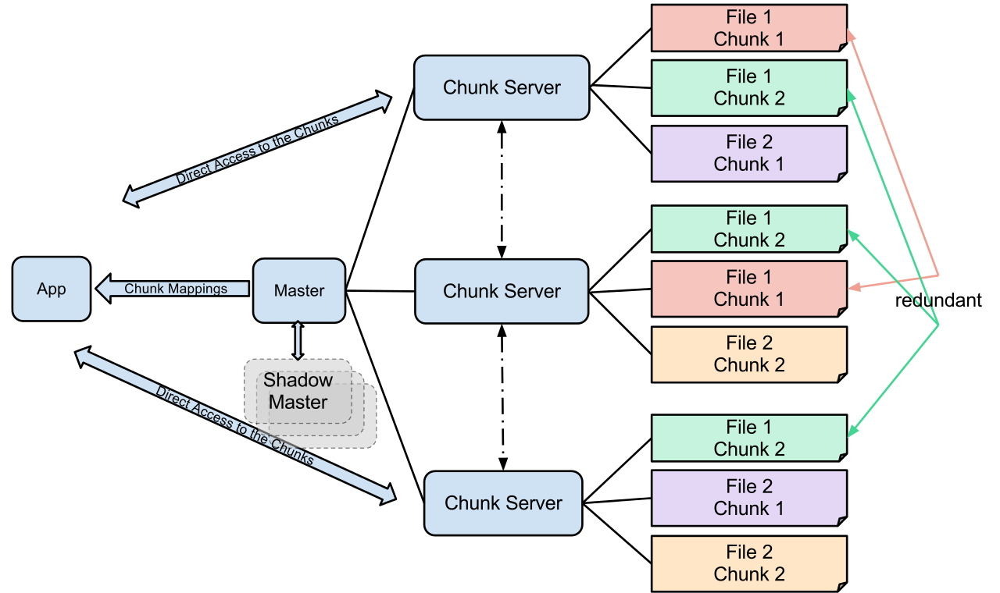 File 1
Chunk 1
File 1
Chunk 2
File 2
Chunk 1
Chunk Server
Direct Access to the Chunks
App
Chunk Mappings
Master
Chunk Server
File 1
Chunk 2
File 1
Chunk 1
File 2
Chunk 2
redundant
Shadow
Master
Direct Access to the Chunks
Chunk Server
File 1
Chunk 2
File 2
Chunk 1
File 2
Chunk 2